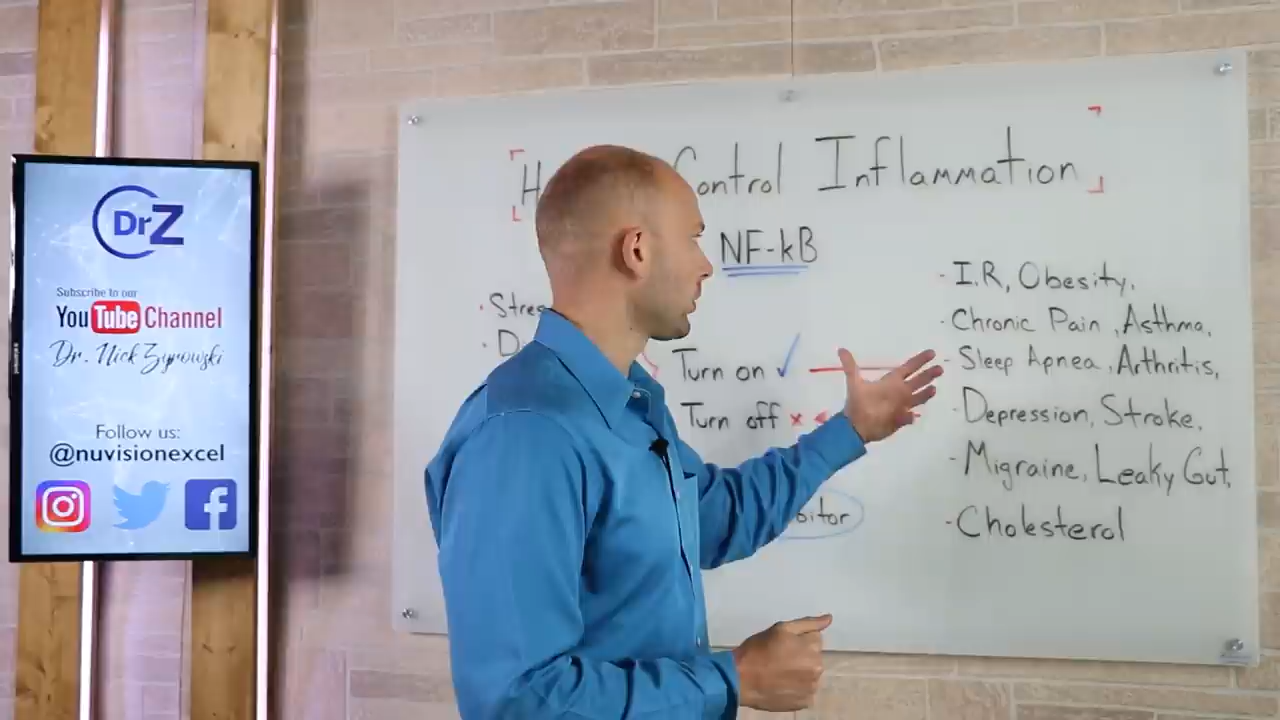 DrZ
Subscribe to our
YouTube Channel
Dr. Nick Zyrowski
Follow us:
@nuvisionexcel
Control Inflammation
NF-kB
Turn on ✓
Turn off x
· I.R, Obesity,
· Chronic Pain, Asthma,
- Sleep Apnea, Arthritis,
· Depression, Stroke,
- Migraine, Leaky Gut,
· Cholesterol